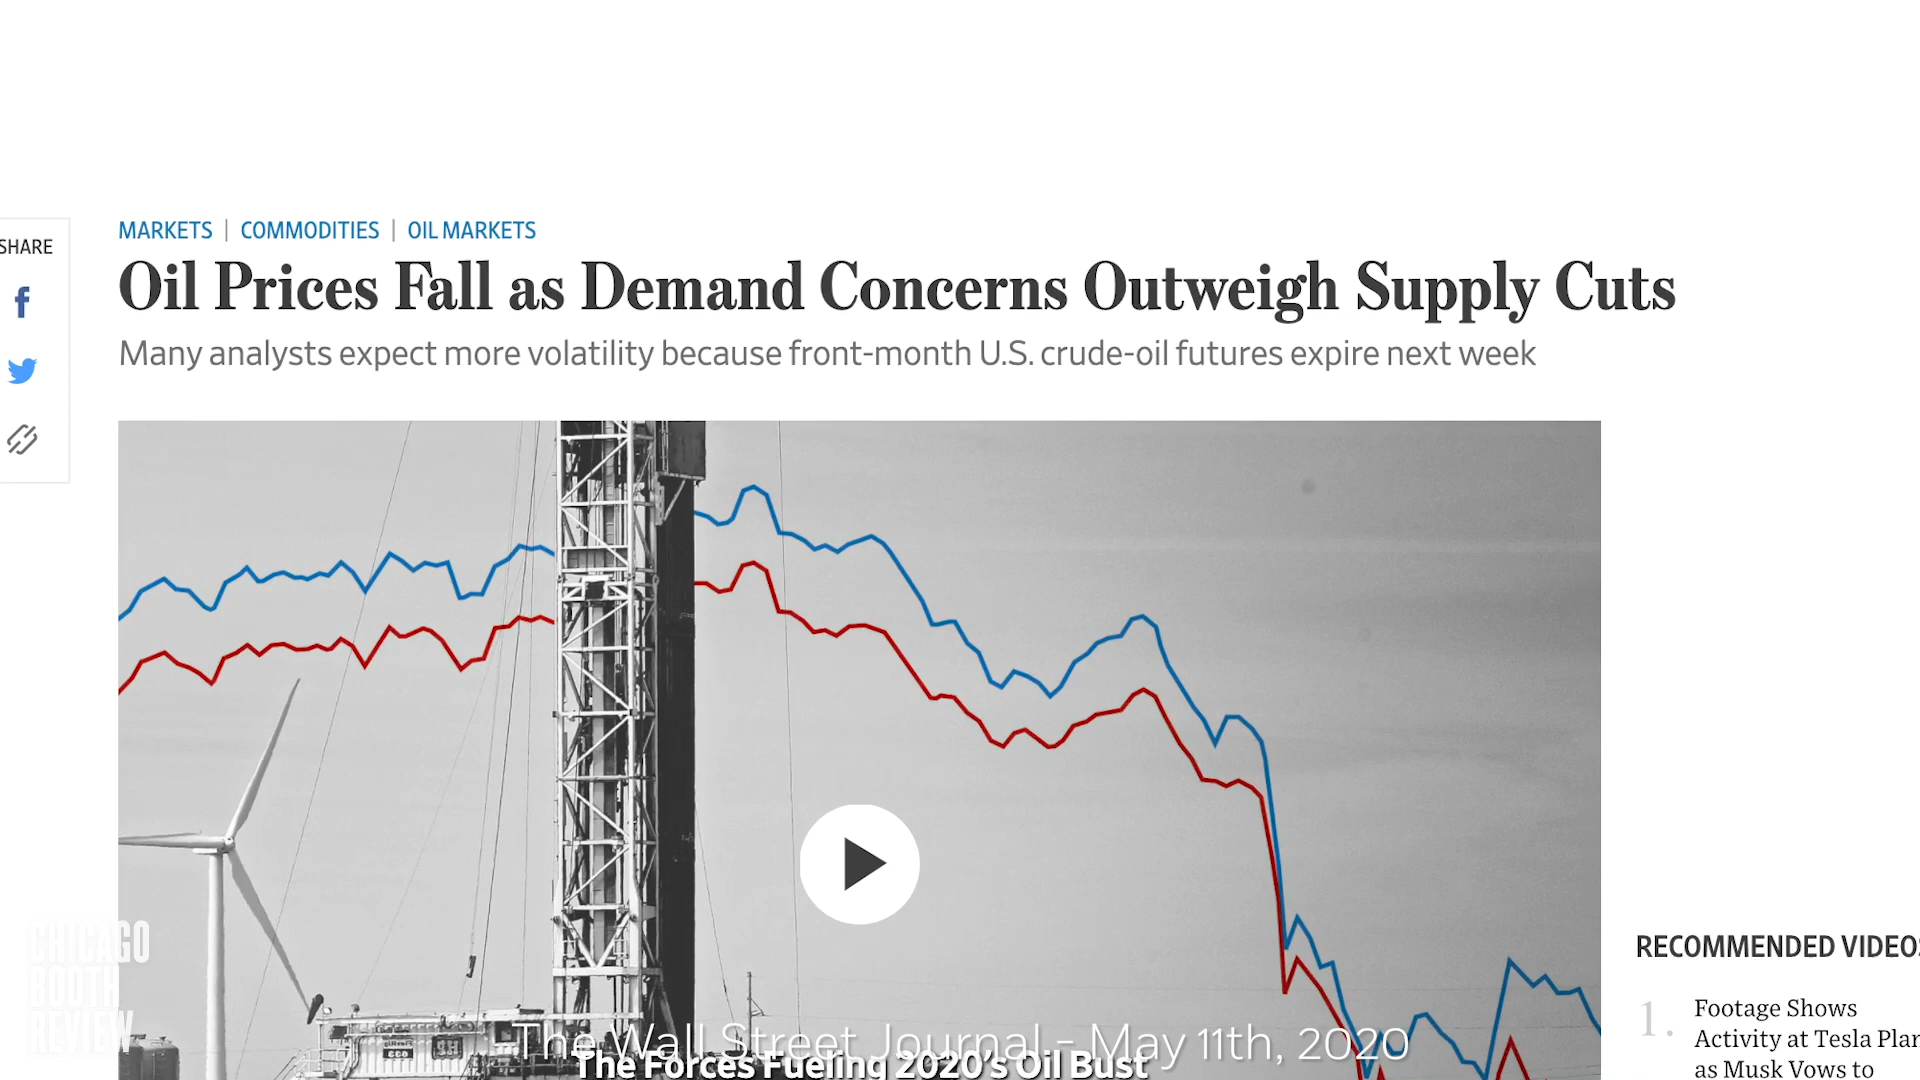 MARKETS | COMMODITIES | OIL MARKETS
SHARE
Oil Prices Fall as Demand Concerns Outweigh Supply Cuts
Many analysts expect more volatility because front-month U.S. crude-oil futures expire next week
CHICAGO
BOOTH
REVIEW
The Wall Street Journal - May 11th, 2020
The Forces Fueling 2020's Oil Bust
RECOMMENDED VIDEOS
1. Footage Shows
Activity at Tesla Plan
as Musk Vows to